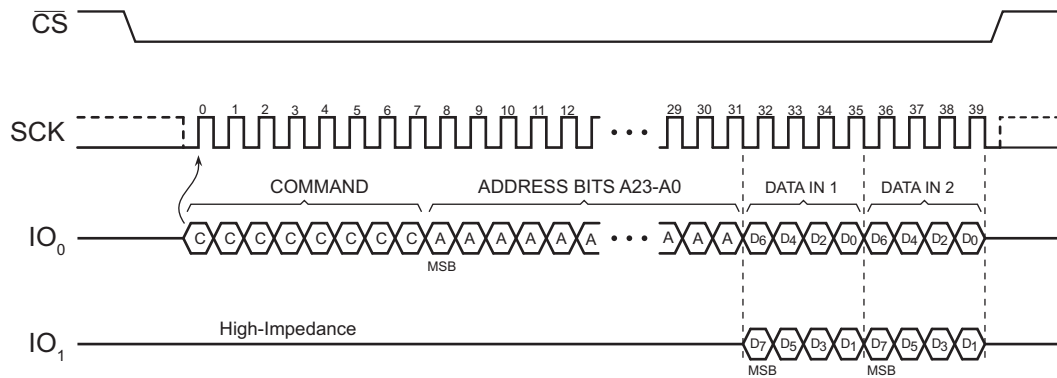 CS
0 1 2 3 4 5 6 7 8 9 10 11 12 29 30 31 32 33 34 35 36 37 38 39
SCK
COMMAND ADDRESS BITS A23-A0 DATA IN 1 DATA IN 2
IO0 C C C C C C C C A A A A A A A A A D6 D4 D2 D0 D6 D4 D2 D0
MSB
High-Impedance
IO1 D7 D5 D3 D1 D7 D5 D3 D1
MSB MSB